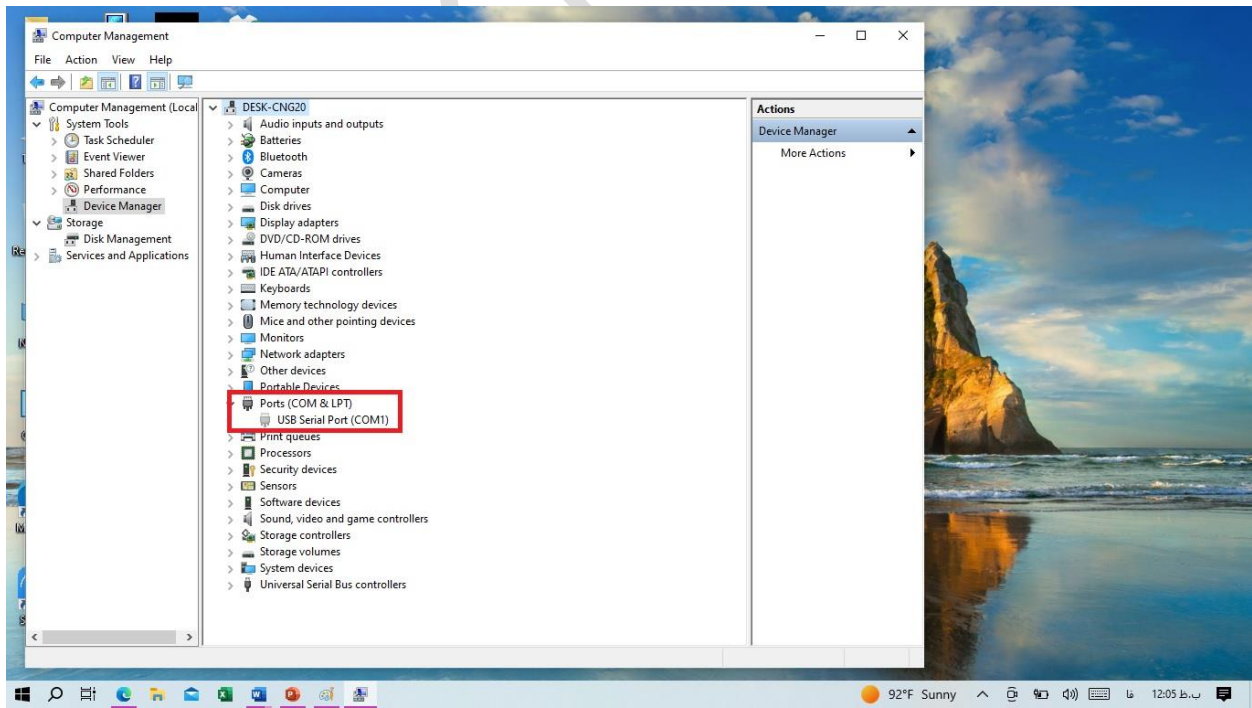 Computer Management
File Action View Help
Computer Management (Local
System Tools
Task Scheduler
Event Viewer
Shared Folders
Performance
Device Manager
Storage
Disk Management
Services and Applications
DESK-CNG20
Audio inputs and outputs
Batteries
Bluetooth
Cameras
Computer
Disk drives
Display adapters
DVD/CD-ROM drives
Human Interface Devices
IDE ATA/ATAPI controllers
Keyboards
Memory technology devices
Mice and other pointing devices
Monitors
Network adapters
Other devices
Portable Devices
Ports (COM & LPT)
USB Serial Port (COM1)
Print queues
Processors
Security devices
Sensors
Software devices
Sound, video and game controllers
Storage controllers
Storage volumes
System devices
Universal Serial Bus controllers
Actions
Device Manager
More Actions
Re
92°F Sunny
فا
12:05 ب.ظ